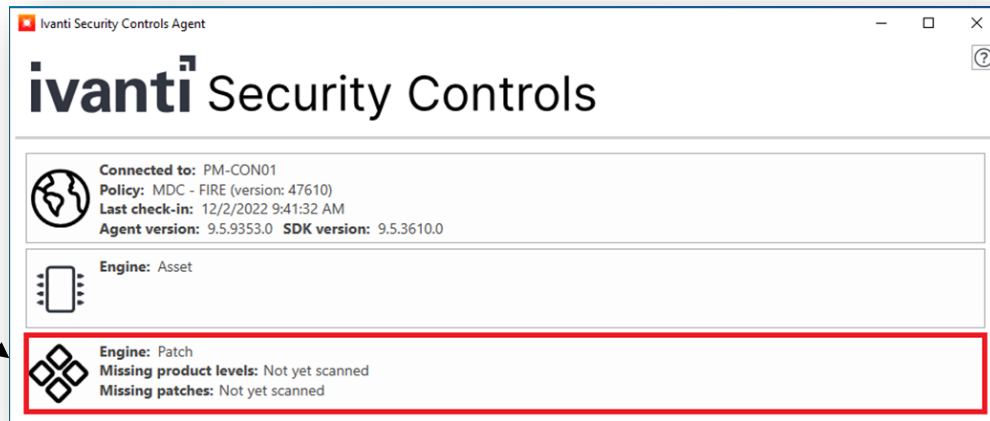 Ivanti Security Controls Agent
?
ivanti Security Controls
Connected to: PM-CON01
Policy: MDC - FIRE (version: 47610)
Last check-in: 12/2/2022 9:41:32 AM
Agent version: 9.5.9353.0 SDK version: 9.5.3610.0
Engine: Asset
Engine: Patch
Missing product levels: Not yet scanned
Missing patches: Not yet scanned